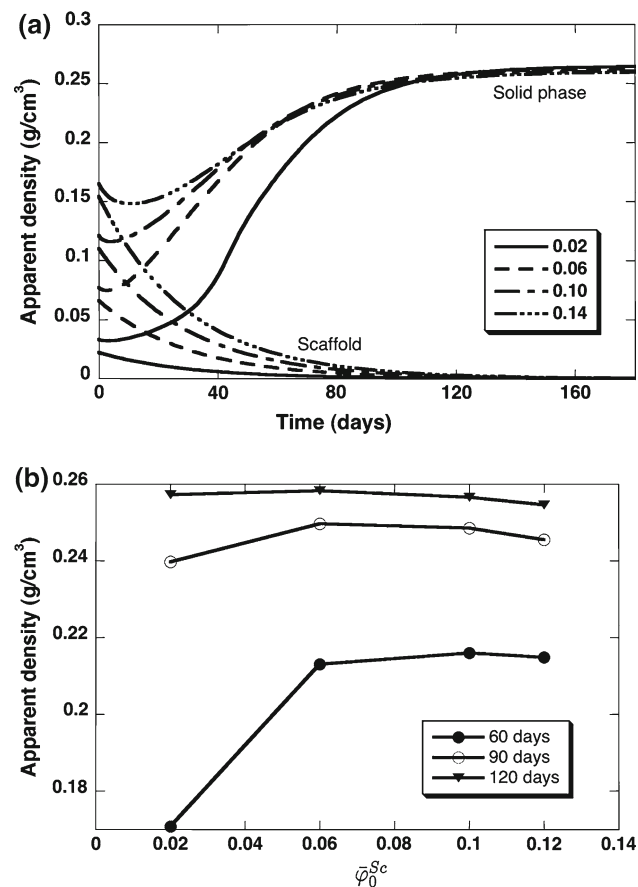 (a)
Apparent density (g/cm³)
0.3
0.25
0.2
0.15
0.1
0.05
0
Solid phase
0.02
0.06
0.10
0.14
Scaffold
0
40
80
120
160
Time (days)
(b)
Apparent density (g/cm³)
0.26
0.24
0.22
0.2
0.18
60 days
90 days
120 days
0
0.02
0.04
0.06
0.08
0.1
0.12
0.14
φ̄₀^Sc